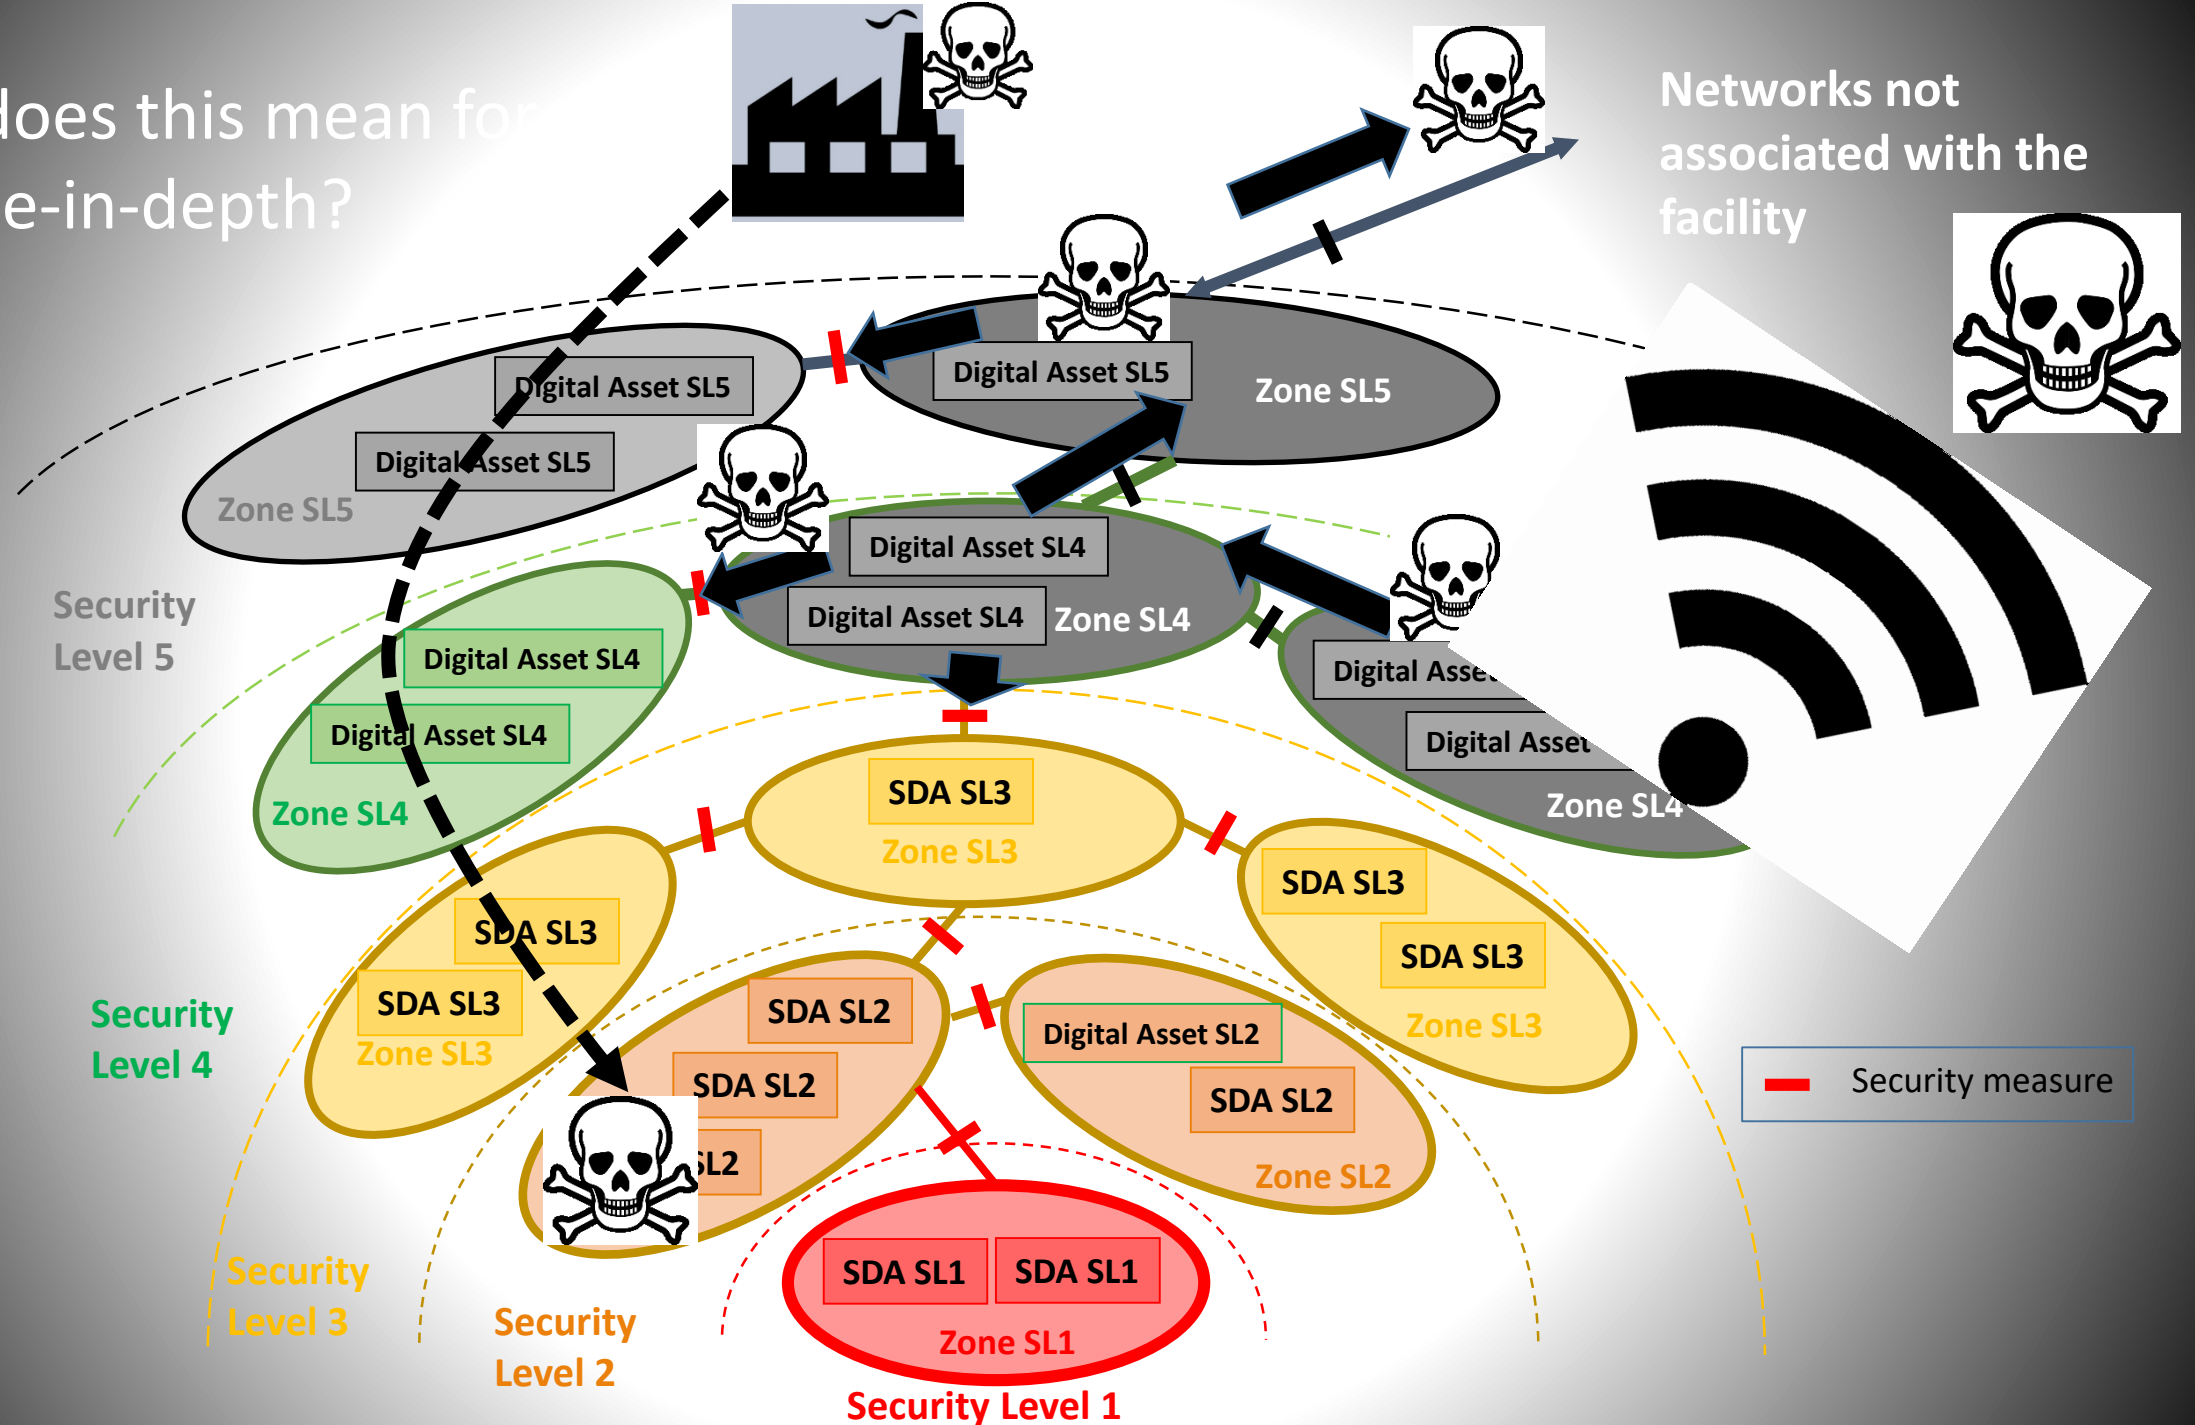 does this mean for
e-in-depth?
Networks not
associated with the
facility
Digital Asset SL5
Digital Asset SL5
Zone SL5
Digital Asset SL5
Zone SL5
Security
Level 5
Digital Asset SL4
Digital Asset SL4
Zone SL4
Digital Asset SL4
Digital Asset SL4
Zone SL4
Digital Asse
Digital Asset
Zone SL4
Security
Level 4
SDA SL3
Zone SL3
SDA SL3
SDA SL3
Zone SL3
SDA SL3
SDA SL3
Zone SL3
Security
Level 3
SDA SL2
SDA SL2
SL2
Digital Asset SL2
SDA SL2
Zone SL2
Security
Level 2
SDA SL1
SDA SL1
Zone SL1
Security Level 1
Security measure